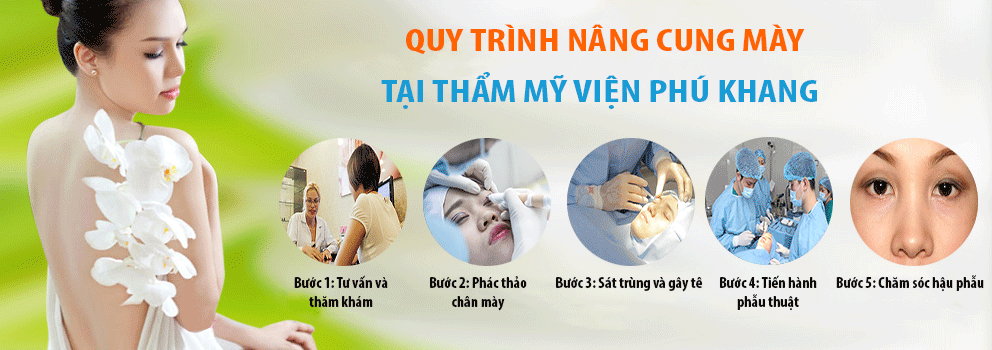 QUY TRÌNH NÂNG CUNG MÀY
TẠI THẨM MỸ VIỆN PHÚ KHANG
Bước 1: Tư vấn và
thăm khám
Bước 2: Phác thảo
chân mày
Bước 3: Sát trùng và gây tê
Bước 4: Tiến hành
phẫu thuật
Bước 5: Chăm sóc hậu phẫu